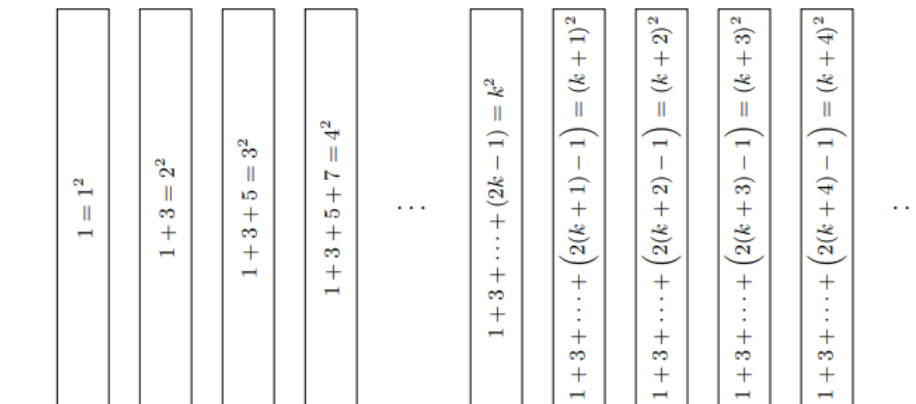 1 = 1²
1 + 3 = 2²
1 + 3 + 5 = 3²
1 + 3 + 5 + 7 = 4²
⋯
1 + 3 + ⋯ + (2k − 1) = k²
1 + 3 + ⋯ + (2(k + 1) − 1) = (k + 1)²
1 + 3 + ⋯ + (2(k + 2) − 1) = (k + 2)²
1 + 3 + ⋯ + (2(k + 3) − 1) = (k + 3)²
1 + 3 + ⋯ + (2(k + 4) − 1) = (k + 4)²
⋯